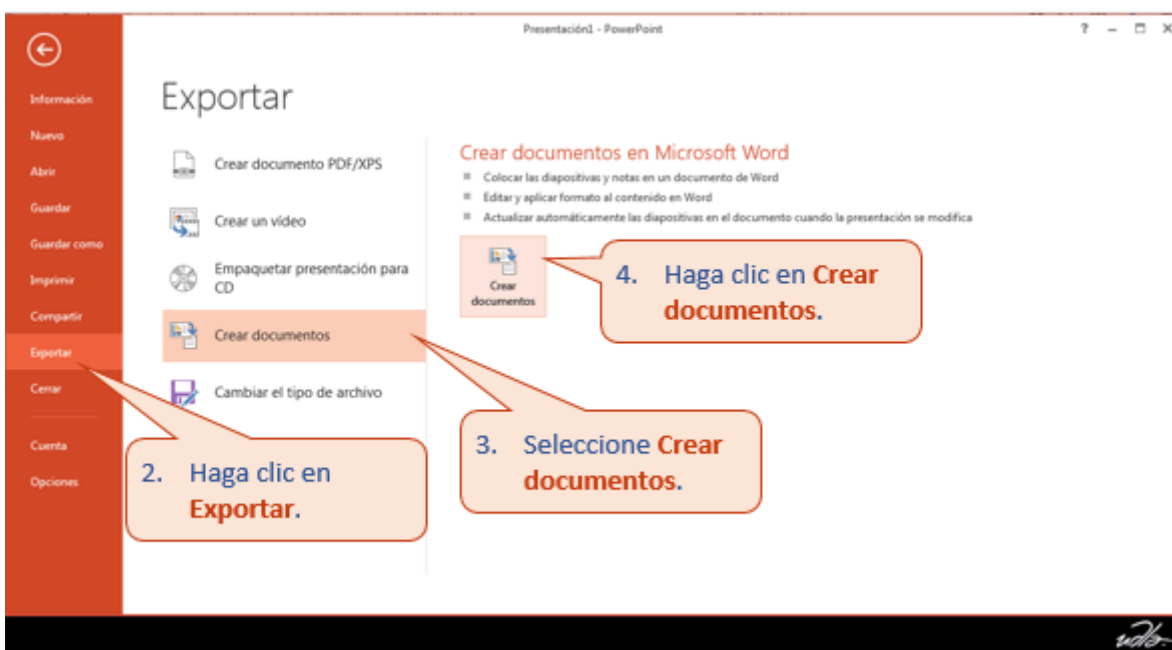 Presentación1 - PowerPoint
?
Información
Nuevo
Abrir
Guardar
Guardar como
Imprimir
Compartir
Exportar
Cerrar
Cuenta
Opciones
Exportar
Crear documento PDF/XPS
Crear un vídeo
Empaquetar presentación para
CD
Crear documentos
Cambiar el tipo de archivo
Crear documentos en Microsoft Word
Colocar las diapositivas y notas en un documento de Word
Editar y aplicar formato al contenido en Word
Actualizar automáticamente las diapositivas en el documento cuando la presentación se modifica
Crear
documentos
2. Haga clic en
Exportar.
3. Seleccione Crear
documentos.
4. Haga clic en Crear
documentos.
udla-